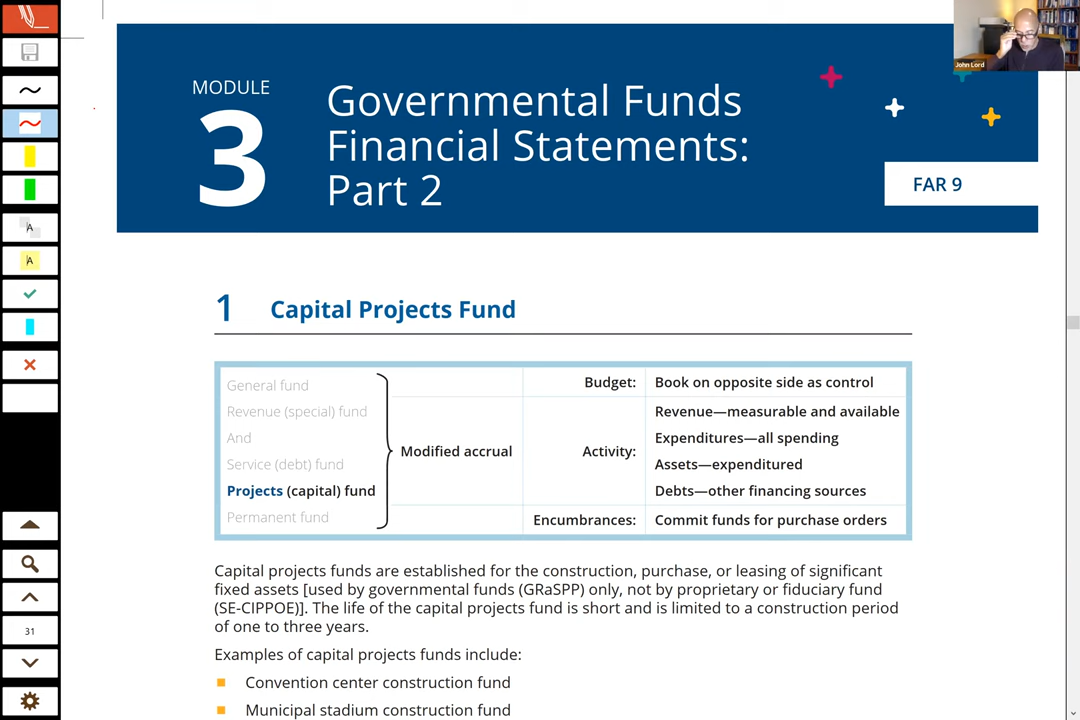 John Lord
MODULE
3
Governmental Funds
Financial Statements:
Part 2
FAR 9
1 Capital Projects Fund
General fund
Revenue (special) fund
And
Service (debt) fund
Projects (capital) fund
Permanent fund
Modified accrual
Budget: Book on opposite side as control
Activity:
Revenue—measurable and available
Expenditures—all spending
Assets—expenditured
Debts—other financing sources
Encumbrances: Commit funds for purchase orders
Capital projects funds are established for the construction, purchase, or leasing of significant
fixed assets [used by governmental funds (GRaSPP) only, not by proprietary or fiduciary fund
(SE-CIPPOE)]. The life of the capital projects fund is short and is limited to a construction period
of one to three years.
Examples of capital projects funds include:
Convention center construction fund
Municipal stadium construction fund
A
A
31